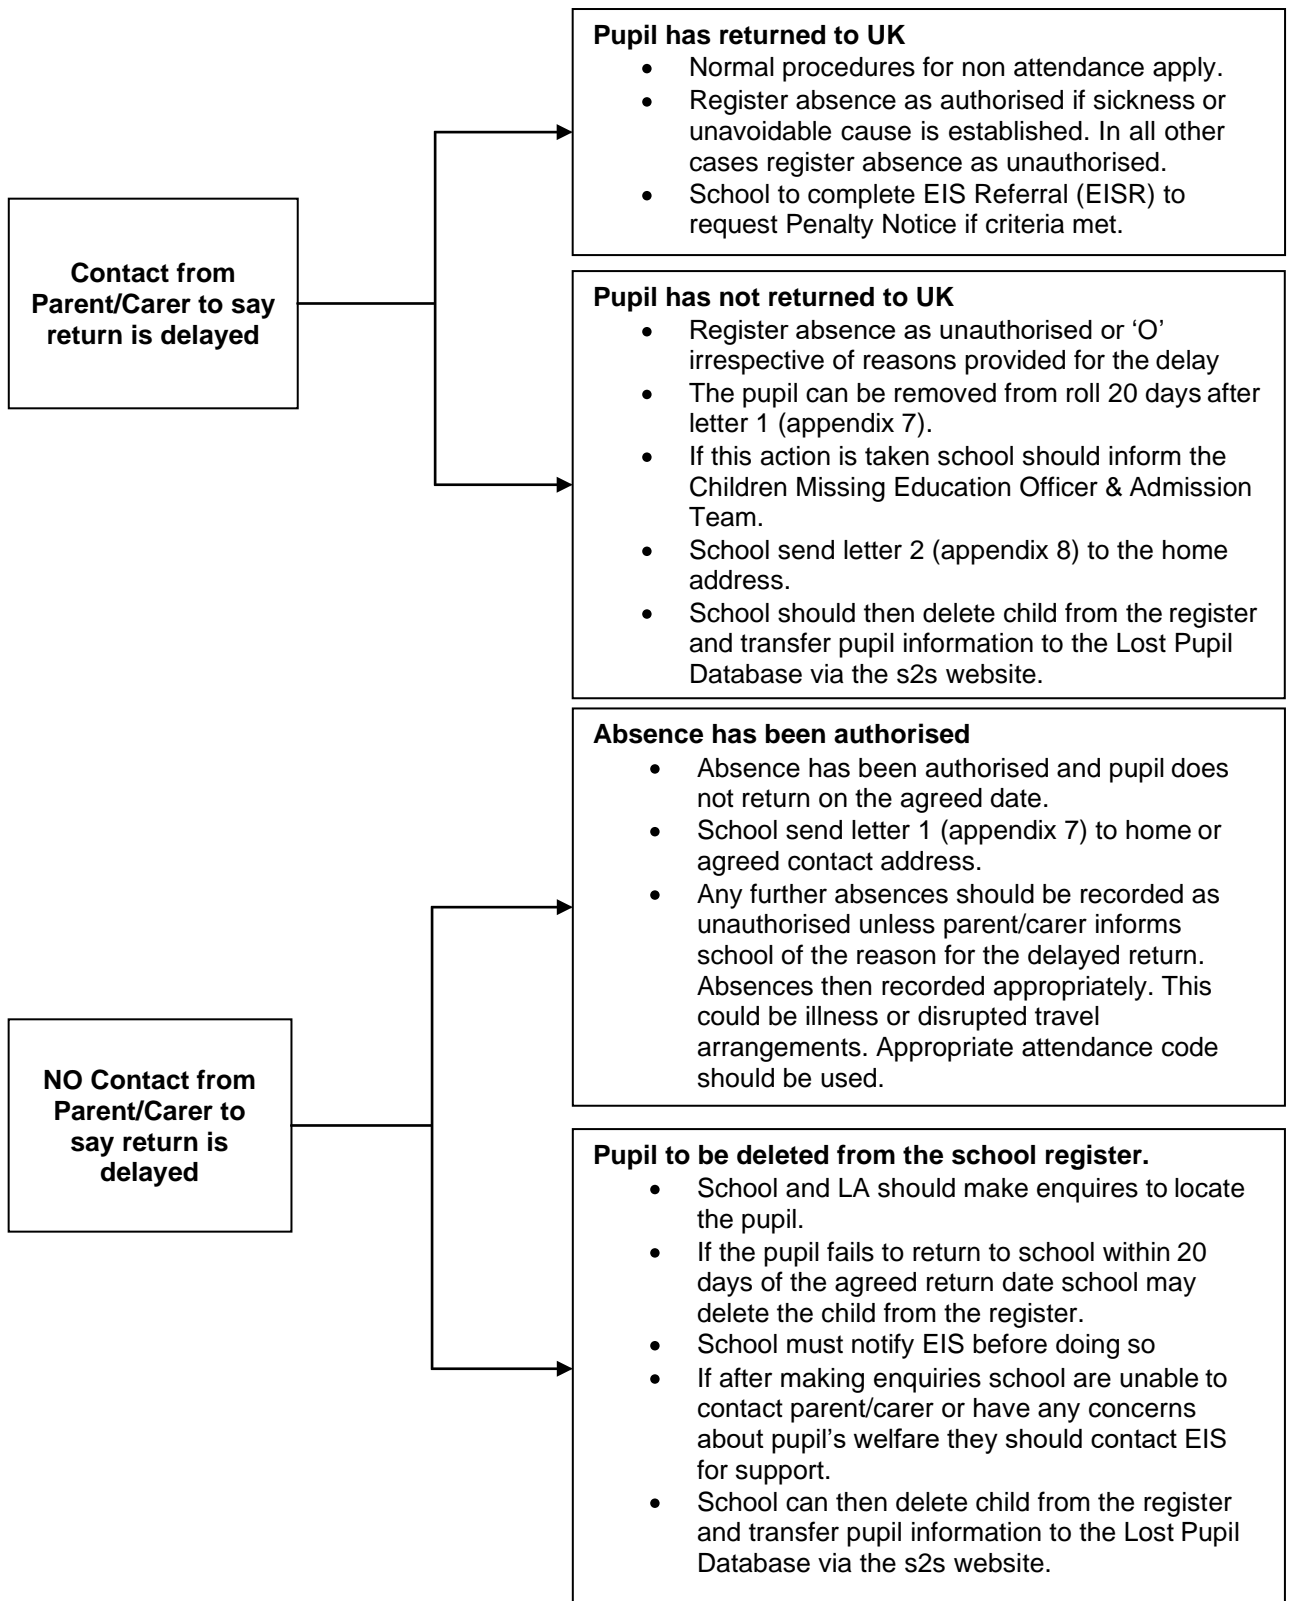 Contact from
Parent/Carer to say
return is delayed
Pupil has returned to UK
• Normal procedures for non attendance apply.
• Register absence as authorised if sickness or
unavoidable cause is established. In all other
cases register absence as unauthorised.
• School to complete EIS Referral (EISR) to
request Penalty Notice if criteria met.
Pupil has not returned to UK
• Register absence as unauthorised or ‘O’
irrespective of reasons provided for the delay
• The pupil can be removed from roll 20 days after
letter 1 (appendix 7).
• If this action is taken school should inform the
Children Missing Education Officer & Admission
Team.
• School send letter 2 (appendix 8) to the home
address.
• School should then delete child from the register
and transfer pupil information to the Lost Pupil
Database via the s2s website.
NO Contact from
Parent/Carer to
say return is
delayed
Absence has been authorised
• Absence has been authorised and pupil does
not return on the agreed date.
• School send letter 1 (appendix 7) to home or
agreed contact address.
• Any further absences should be recorded as
unauthorised unless parent/carer informs
school of the reason for the delayed return.
Absences then recorded appropriately. This
could be illness or disrupted travel
arrangements. Appropriate attendance code
should be used.
Pupil to be deleted from the school register.
• School and LA should make enquires to locate
the pupil.
• If the pupil fails to return to school within 20
days of the agreed return date school may
delete the child from the register.
• School must notify EIS before doing so
• If after making enquiries school are unable to
contact parent/carer or have any concerns
about pupil’s welfare they should contact EIS
for support.
• School can then delete child from the register
and transfer pupil information to the Lost Pupil
Database via the s2s website.